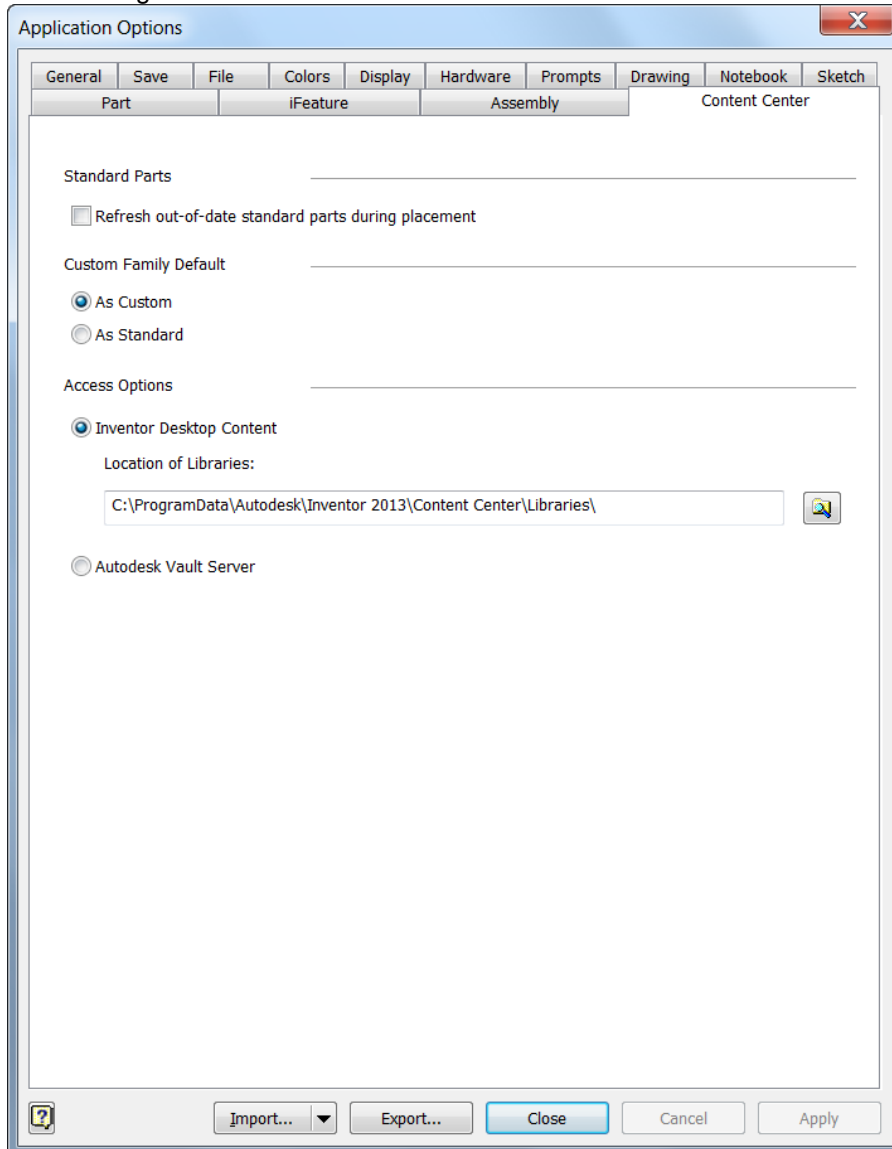 Application Options
General Save File Colors Display Hardware Prompts Drawing Notebook Sketch
Part iFeature Assembly Content Center
Standard Parts
Refresh out-of-date standard parts during placement
Custom Family Default
As Custom
As Standard
Access Options
Inventor Desktop Content
Location of Libraries:
C:\ProgramData\Autodesk\Inventor 2013\Content Center\Libraries\
Autodesk Vault Server
Import... Export... Close Cancel Apply